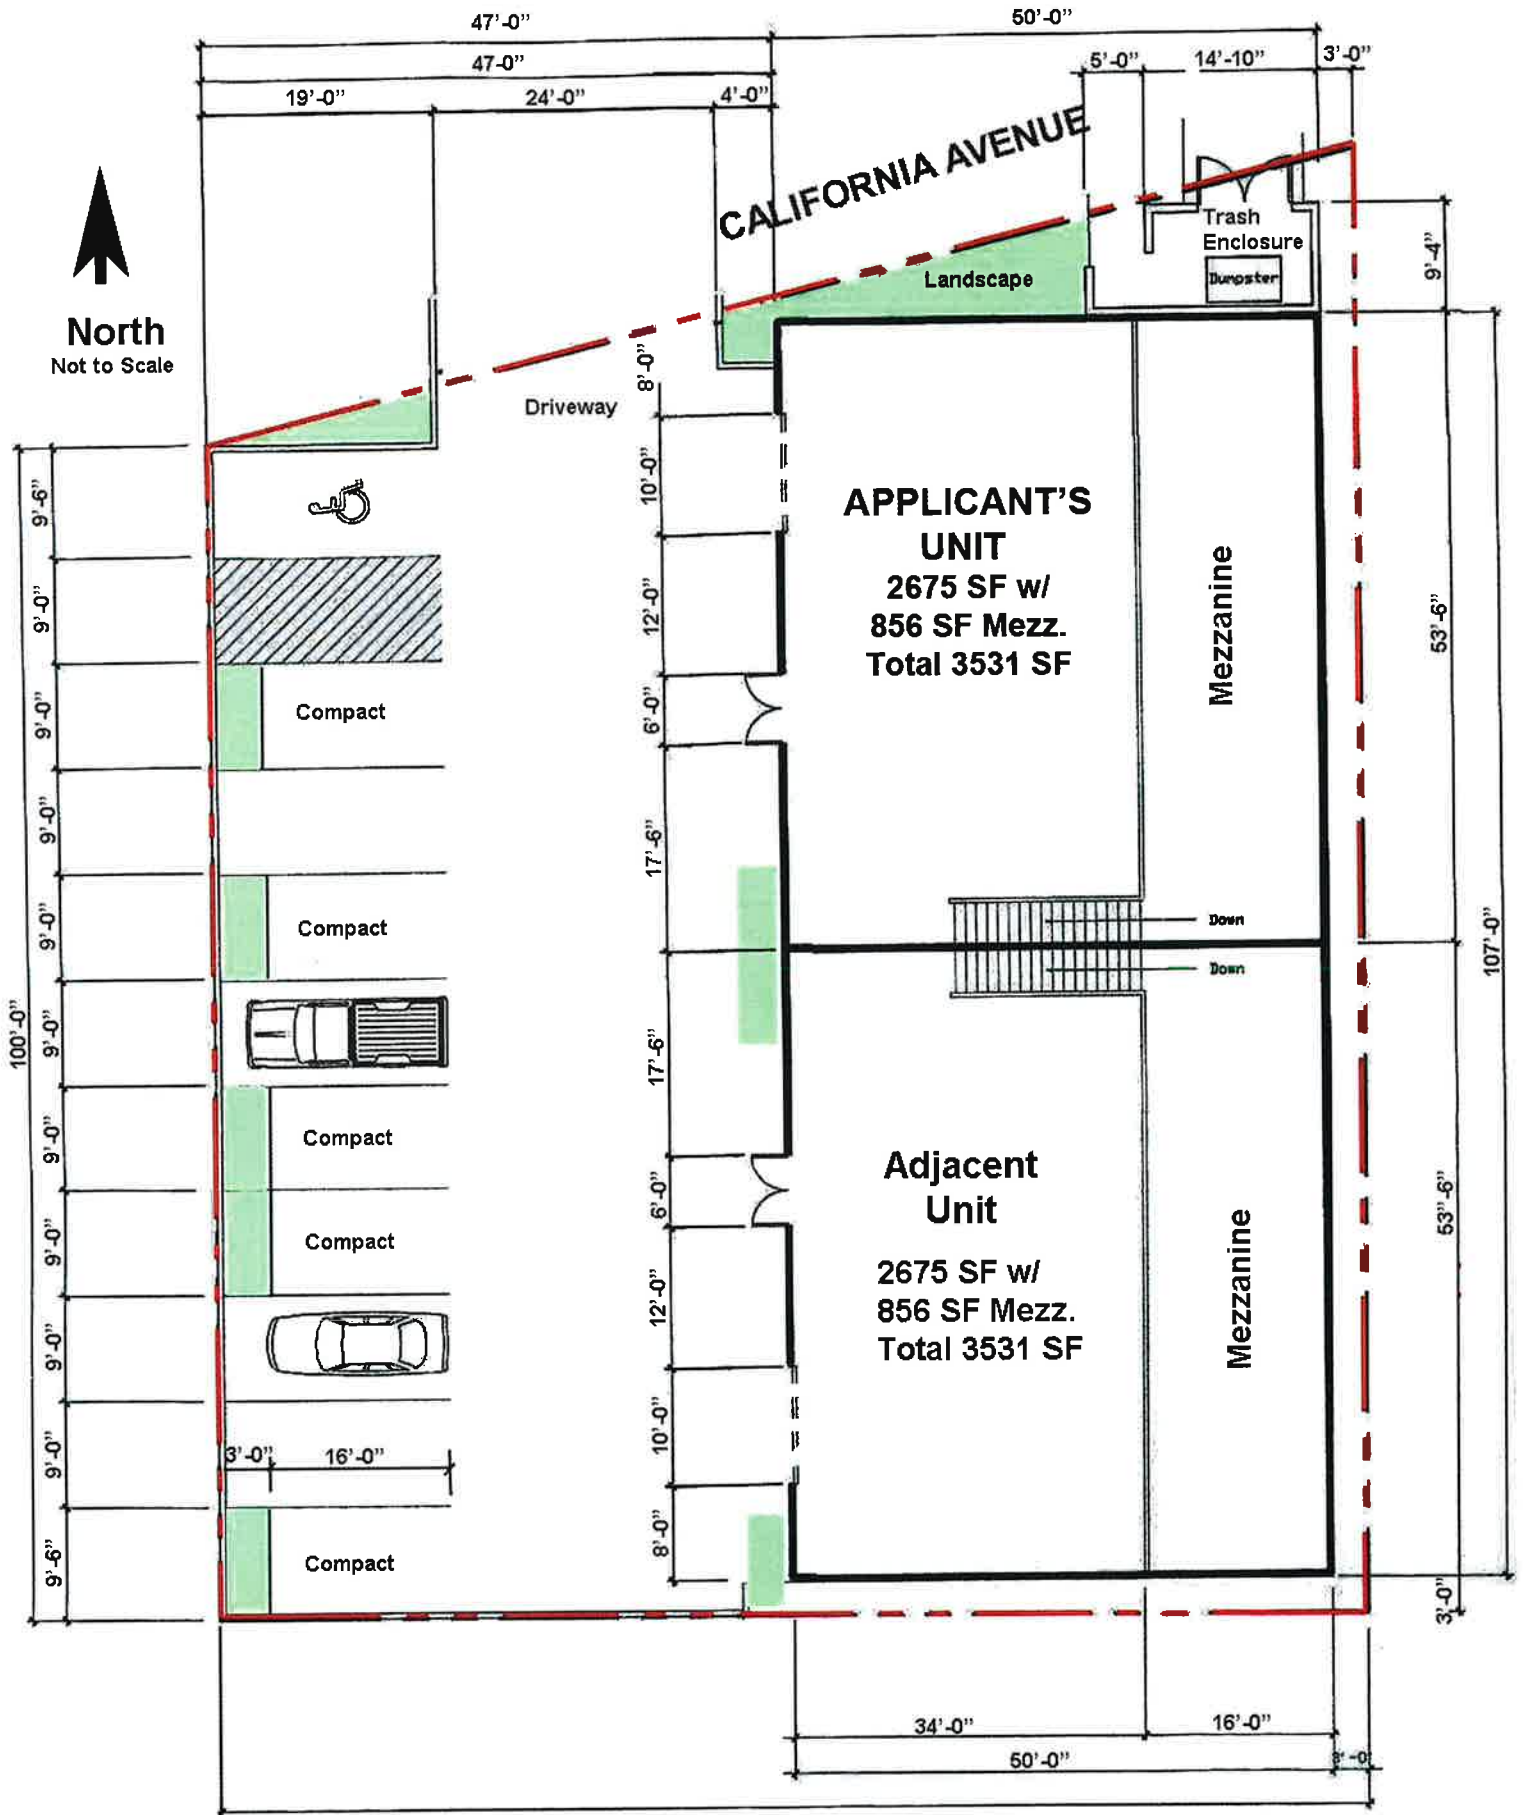 47'-0"
50'-0"
47-0"
5'-0"
14'-10"
3'-0"
19'-0"
24'-0"
4'-0"
CALIFORNIA AVENUE
Trash
Enclosure
Dumpster
Landscape
9'-4"
North
Not to Scale
Driveway
8'-0"
9'-6"
10'-0"
APPLICANT'S
UNIT
2675 SF w/
856 SF Mezz.
Total 3531 SF
Mezzanine
9'-0"
12'-0"
53'-6"
9'-0"
Compact
6'-0"
9'-0"
17'-6"
9'-0"
Compact
Down
Down
107'-0"
100'-0"
9'-0"
17'-6"
9'-0"
Compact
Adjacent
Unit
6'-0"
53'-6"
9'-0"
Compact
2675 SF w/
856 SF Mezz.
Total 3531 SF
Mezzanine
12'-0"
9'-0"
9'-0"
3'-0"
16'-0"
10'-0"
9'-6"
Compact
8'-0"
3'-0"
34'-0"
16'-0"
50'-0"
3'-0